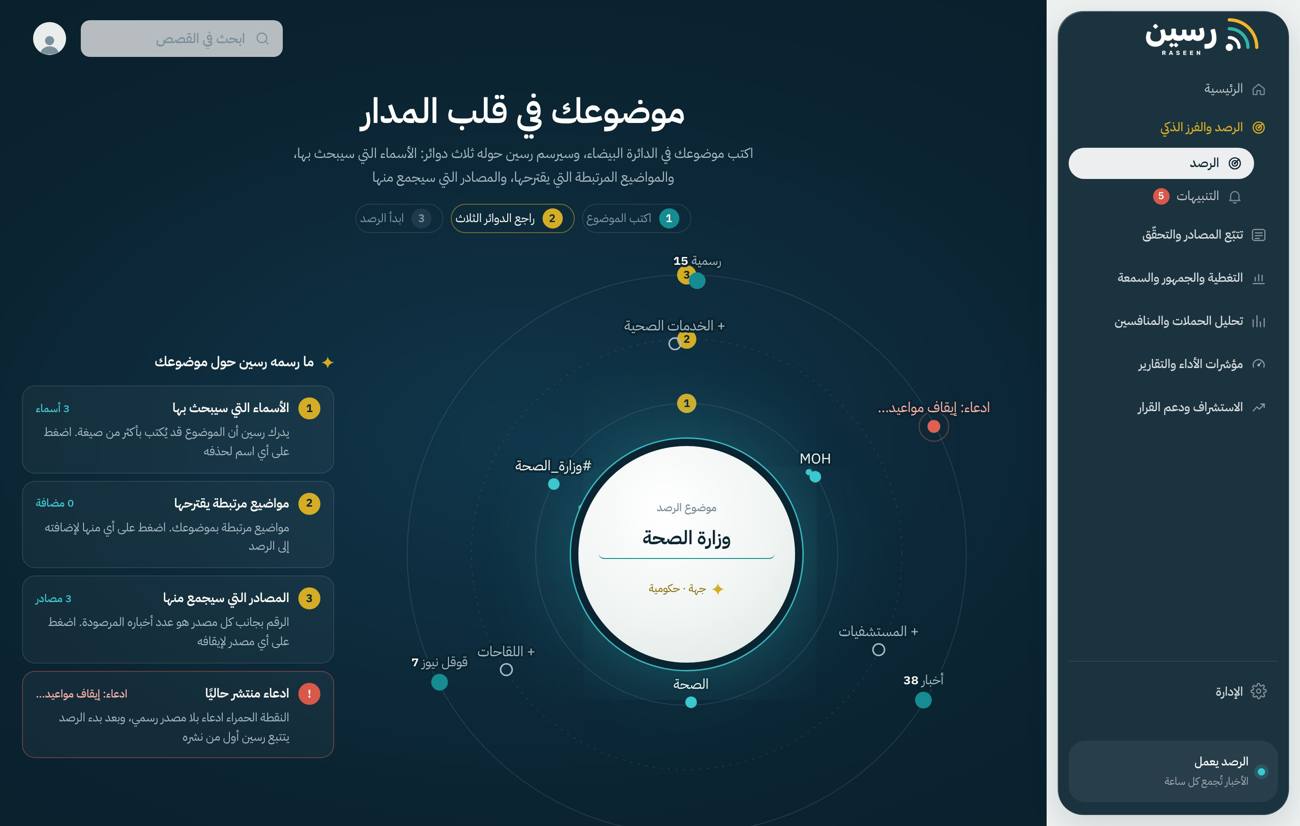 رسين
RASEEN
الرئيسية
الرصد والفرز الذكي
الرصد
التنبيهات 5
تتبّع المصادر والتحقّق
التغطية والجمهور والسمعة
تحليل الحملات والمنافسين
مؤشرات الأداء والتقارير
الاستشراف ودعم القرار
الإدارة
الرصد يعمل
الأخبار تُجمع كل ساعة
ابحث في القصص
موضوعك في قلب المدار
اكتب موضوعك في الدائرة البيضاء، وسيرسم رسين حوله ثلاث دوائر: الأسماء التي سيبحث بها،
والمواضيع المرتبطة التي يقترحها، والمصادر التي سيجمع منها
1 اكتب الموضوع
2 راجع الدوائر الثلاث
3 ابدأ الرصد
رسمية 15
3
+ الخدمات الصحية
2
1
ادعاء: إيقاف مواعيد...
MOH
#وزارة_الصحة
موضوع الرصد
وزارة الصحة
جهة · حكومية
+ المستشفيات
+ اللقاحات
قوقل نيوز 7
أخبار 38
الصحة
ما رسمه رسين حول موضوعك
1 الأسماء التي سيبحث بها 3 أسماء
يدرك رسين أن الموضوع قد يُكتب بأكثر من صيغة. اضغط
على أي اسم لحذفه
2 مواضيع مرتبطة يقترحها 0 مضافة
مواضيع مرتبطة بموضوعك. اضغط على أي منها لإضافته
إلى الرصد
3 المصادر التي سيجمع منها 3 مصادر
الرقم بجانب كل مصدر هو عدد أخباره المرصودة. اضغط
على أي مصدر لإيقافه
! ادعاء منتشر حاليًا ادعاء: إيقاف مواعيد...
النقطة الحمراء ادعاء بلا مصدر رسمي، وبعد بدء الرصد
يتتبع رسين أول من نشره